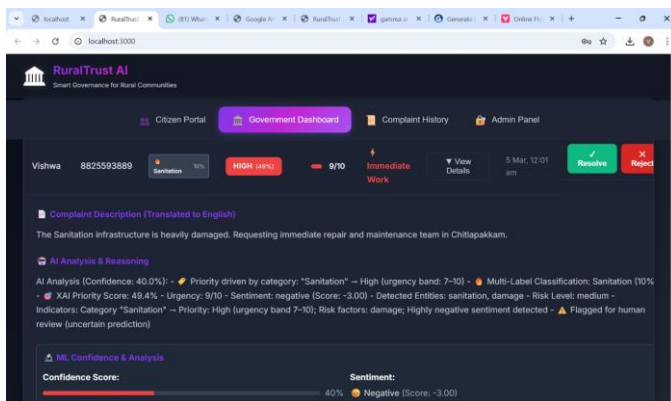 localhost
RuralTrust
(81) What
Google A
RuralTrust
gamma ai
Generate
Online Fl
localhost:3000
RuralTrust AI
Smart Governance for Rural Communities
Citizen Portal
Government Dashboard
Complaint History
Admin Panel
Vishwa 8825593889 Sanitation 10% HIGH (49%) 9/10 Immediate Work ▼ View Details 5 Mar, 12:01 am ✓ Resolve ✕ Reject
Complaint Description (Translated to English)
The Sanitation infrastructure is heavily damaged. Requesting immediate repair and maintenance team in Chitlapakkam.
AI Analysis & Reasoning
AI Analysis (Confidence: 40.0%): - Priority driven by category: "Sanitation" → High (urgency band: 7–10) - Multi-Label Classification: Sanitation (10%
- XAI Priority Score: 49.4% - Urgency: 9/10 - Sentiment: negative (Score: -3.00) - Detected Entities: sanitation, damage - Risk Level: medium -
Indicators: Category "Sanitation" → Priority: High (urgency band 7–10); Risk factors: damage; Highly negative sentiment detected - ⚠ Flagged for human
review (uncertain prediction)
ML Confidence & Analysis
Confidence Score: Sentiment:
40% Negative (Score: -3.00)